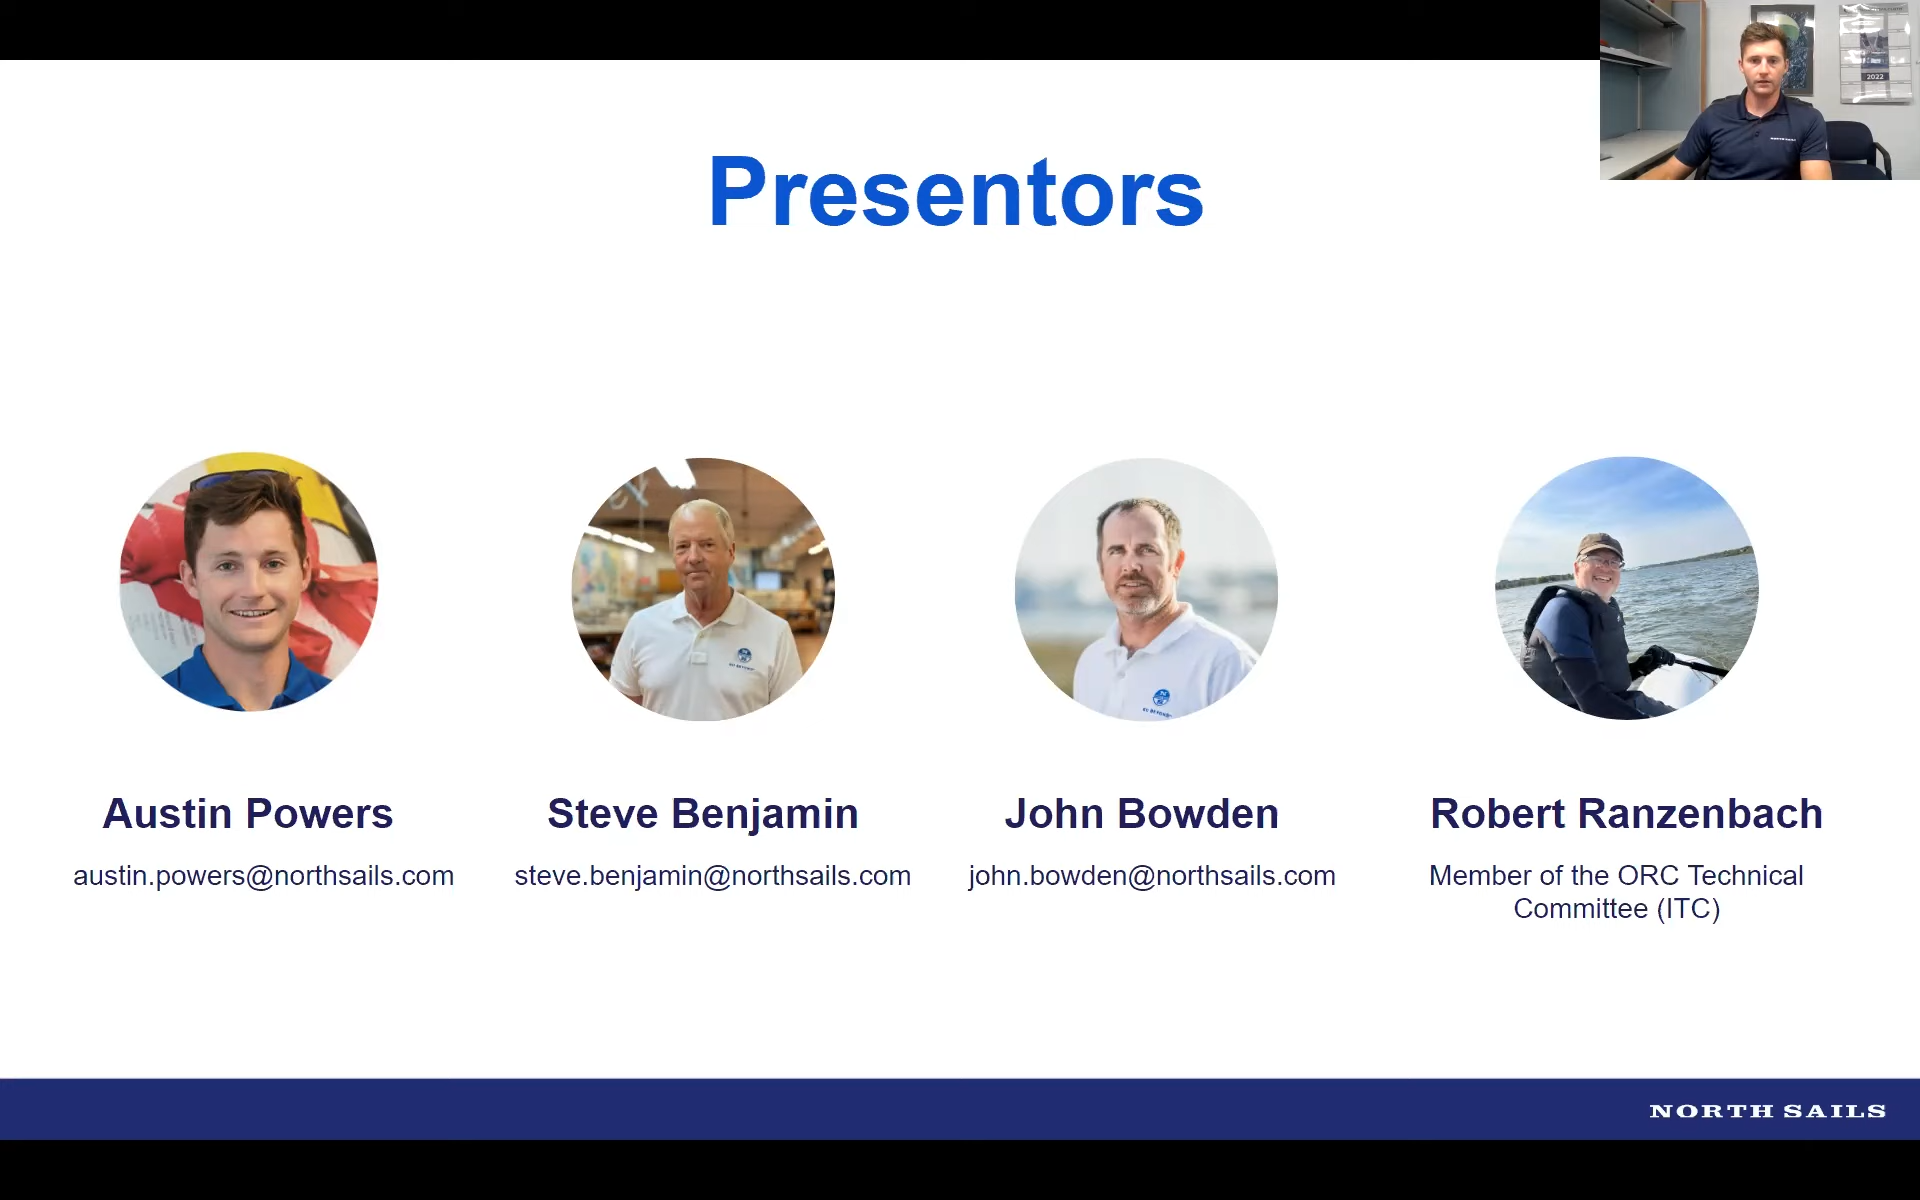 2022
Presentors
Austin Powers
austin.powers@northsails.com
Steve Benjamin
steve.benjamin@northsails.com
John Bowden
john.bowden@northsails.com
Robert Ranzenbach
Member of the ORC Technical
Committee (ITC)
NORTH SAILS